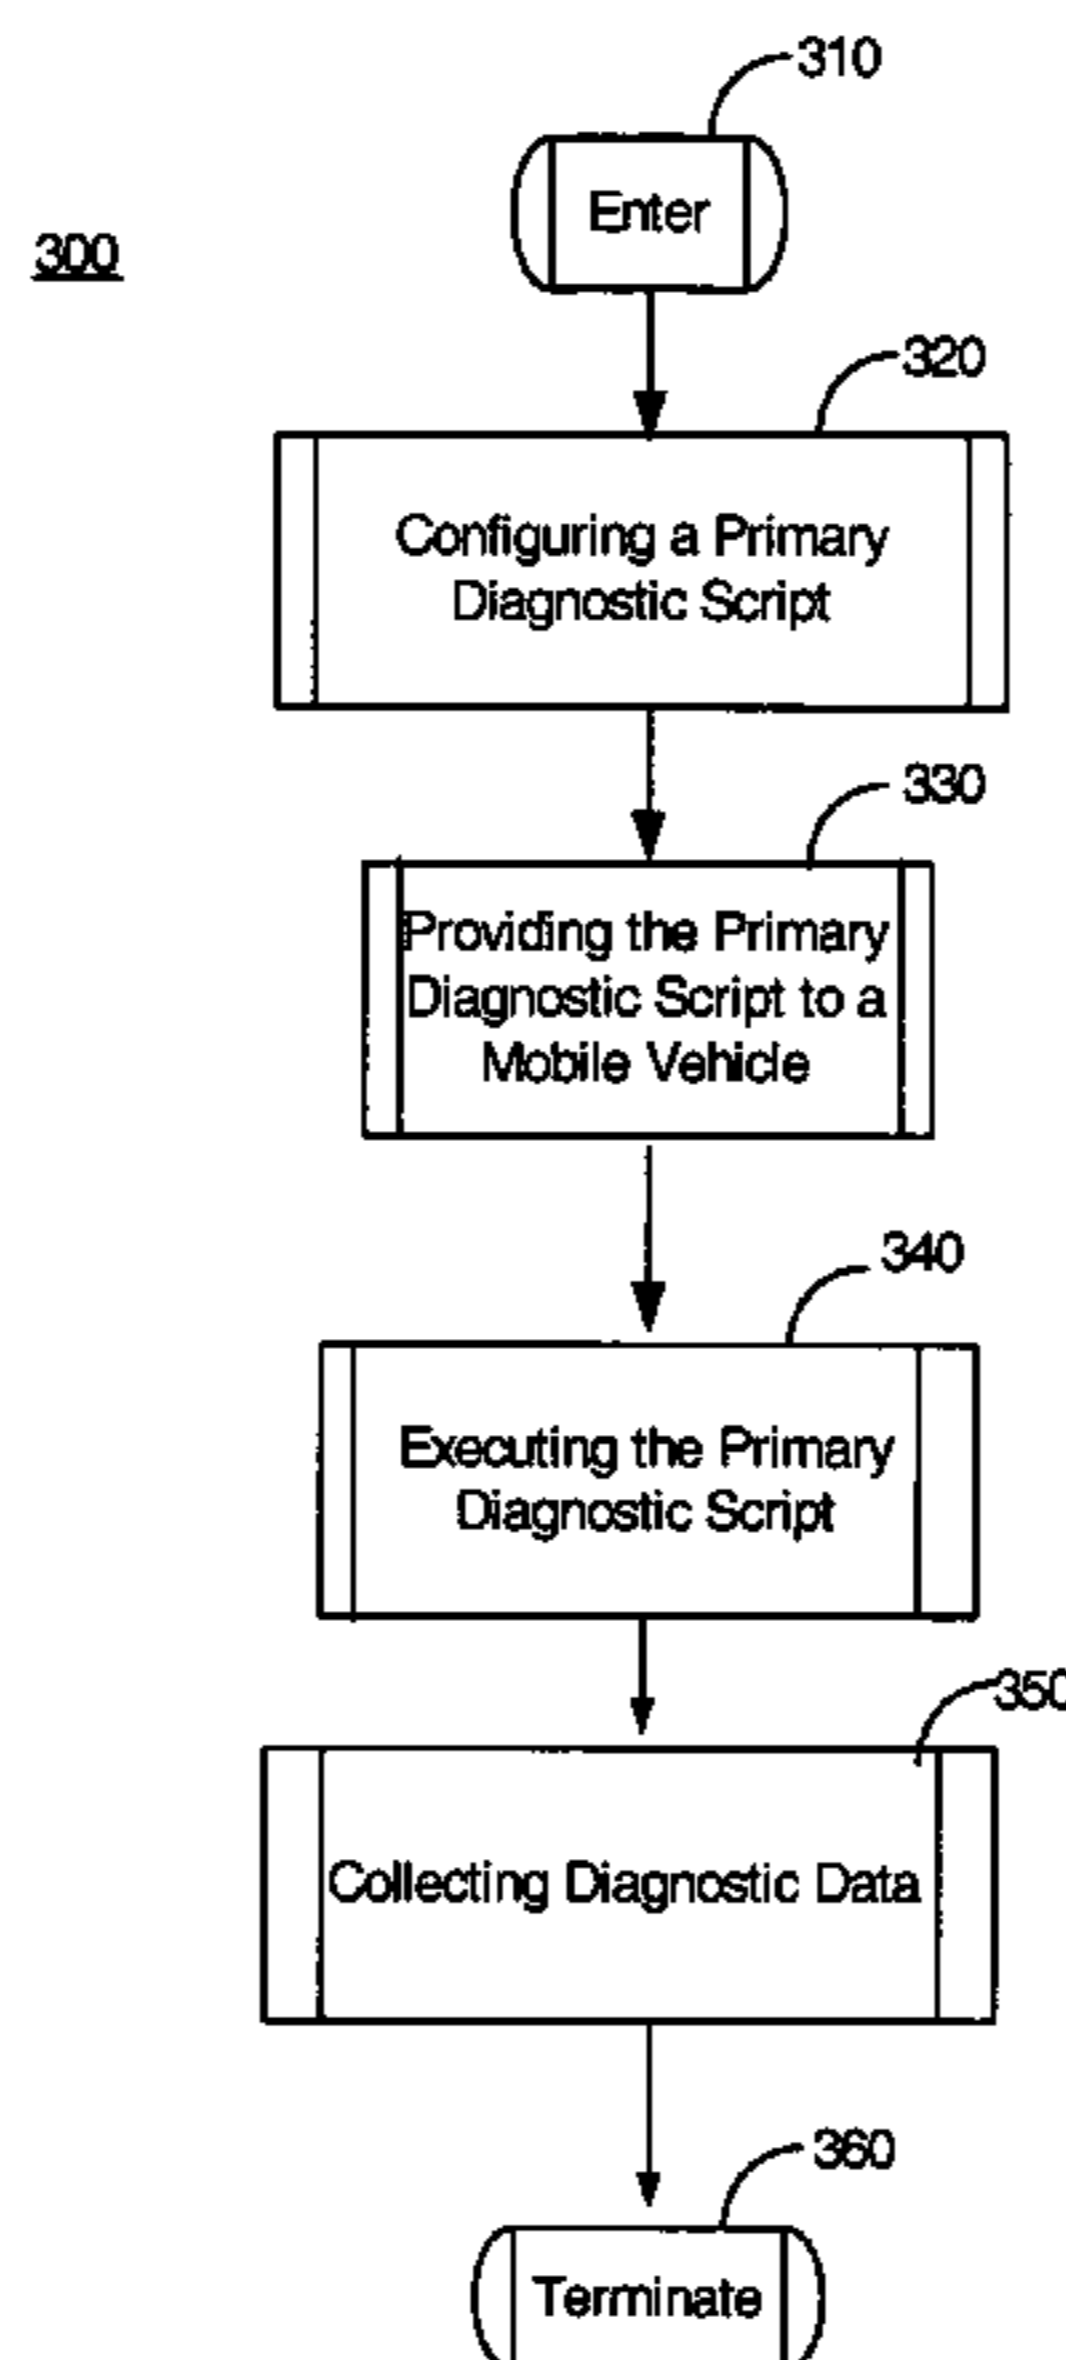 310
Enter
300
320
Configuring a Primary
Diagnostic Script
330
Providing the Primary
Diagnostic Script to a
Mobile Vehicle
340
Executing the Primary
Diagnostic Script
350
Collecting Diagnostic Data
360
Terminate